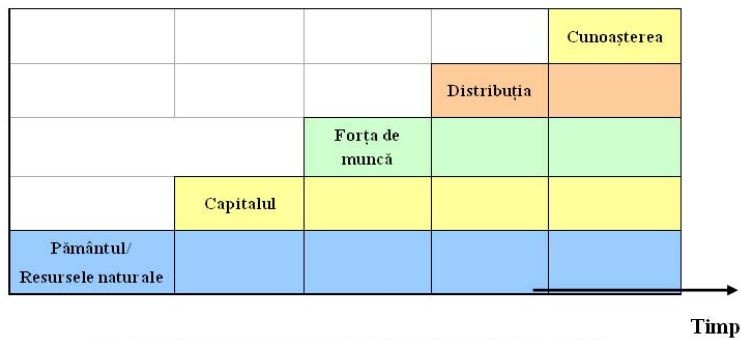 Cunoașterea
Distribuția
Forța de
muncă
Capitalul
Pământul/
Resursele naturale
Timp